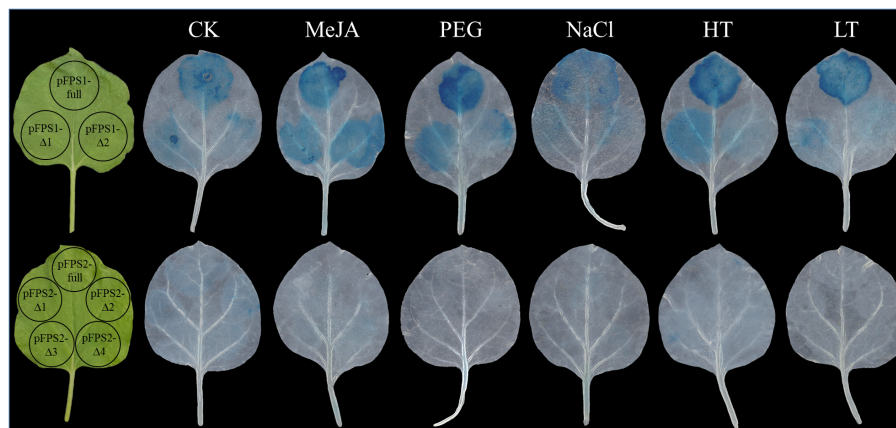 CK MeJA PEG NaCl HT LT
pFPS1-
full
pFPS1-
Δ1
pFPS1-
Δ2
pFPS2-
full
pFPS2-
Δ1
pFPS2-
Δ2
pFPS2-
Δ3
pFPS2-
Δ4